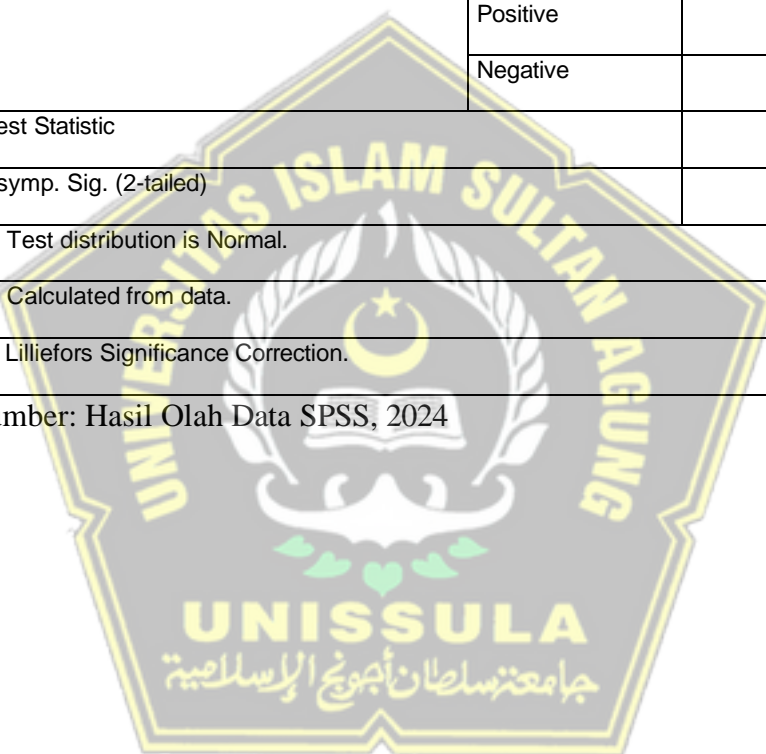 Positive
Negative
est Statistic
symp. Sig. (2-tailed)
Test distribution is Normal.
Calculated from data.
Lilliefors Significance Correction.
mber: Hasil Olah Data SPSS, 2024
UNIVERSITAS ISLAM SULTAN AGUNG
UNISSULA
جامعة سلطان أجونج الإسلامية